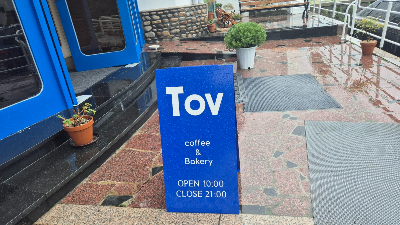 Tov
coffee
&
Bakery
OPEN 10:00
CLOSE 21:00